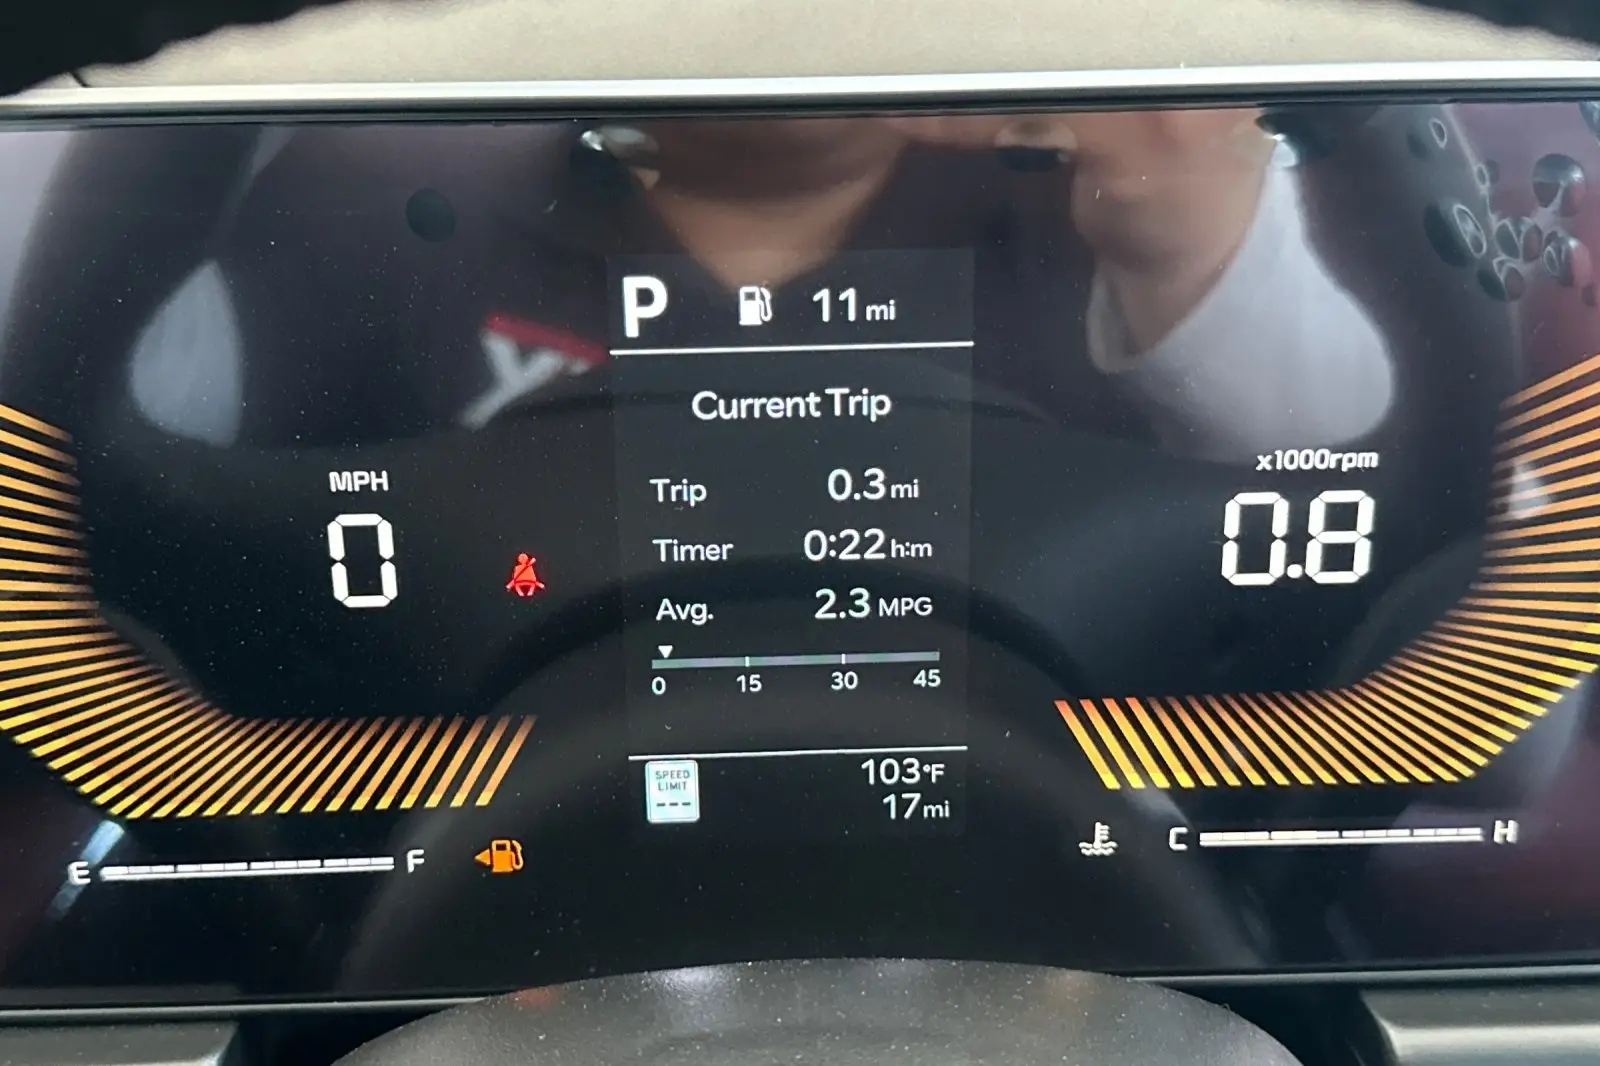 P 11 mi
Current Trip
MPH
0
Trip 0.3 mi
Timer 0:22 h:m
Avg. 2.3 MPG
0 15 30 45
x1000rpm
0.8
SPEED
LIMIT
---
103°F
17 mi
E F
C H